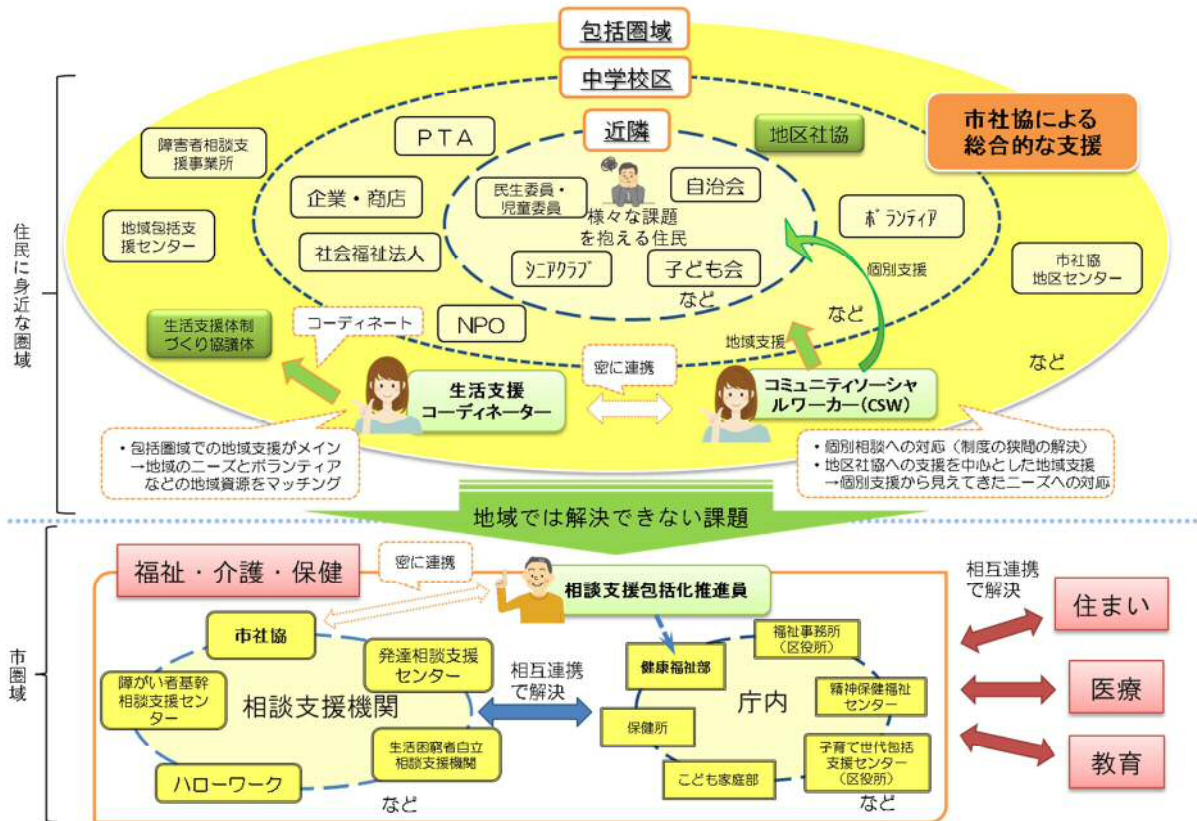 包括圏域
中学校区
近隣
市社協による
総合的な支援
地区社協
PTA
障害者相談支
援事業所
民生委員・
児童委員
自治会
企業・商店
様々な課題
を抱える住民
ボランティア
地域包括支
援センター
社会福祉法人
シニアクラブ
子ども会
個別支援
市社協
地区センター
など
NPO
など
生活支援体制
づくり協議体
コーディネート
地域支援
など
密に連携
生活支援
コーディネーター
コミュニティソーシャ
ルワーカー(CSW)
住民に身近な圏域
・包括圏域での地域支援がメイン
→地域のニーズとボランティア
などの地域資源をマッチング
・個別相談への対応(制度の狭間の解決)
・地区社協への支援を中心とした地域支援
→個別支援から見えてきたニーズへの対応
地域では解決できない課題
市圏域
福祉・介護・保健
密に連携
相談支援包括化推進員
市社協
発達相談支援
センター
障がい者基幹
相談支援セン
ター
相談支援機関
生活困窮者自立
相談支援機関
ハローワーク
など
相互連携
で解決
健康福祉部
福祉事務所
(区役所)
庁内
精神保健福祉
センター
保健所
こども家庭部
子育て世代包括
支援センター
(区役所)
など
相互連携
で解決
住まい
医療
教育